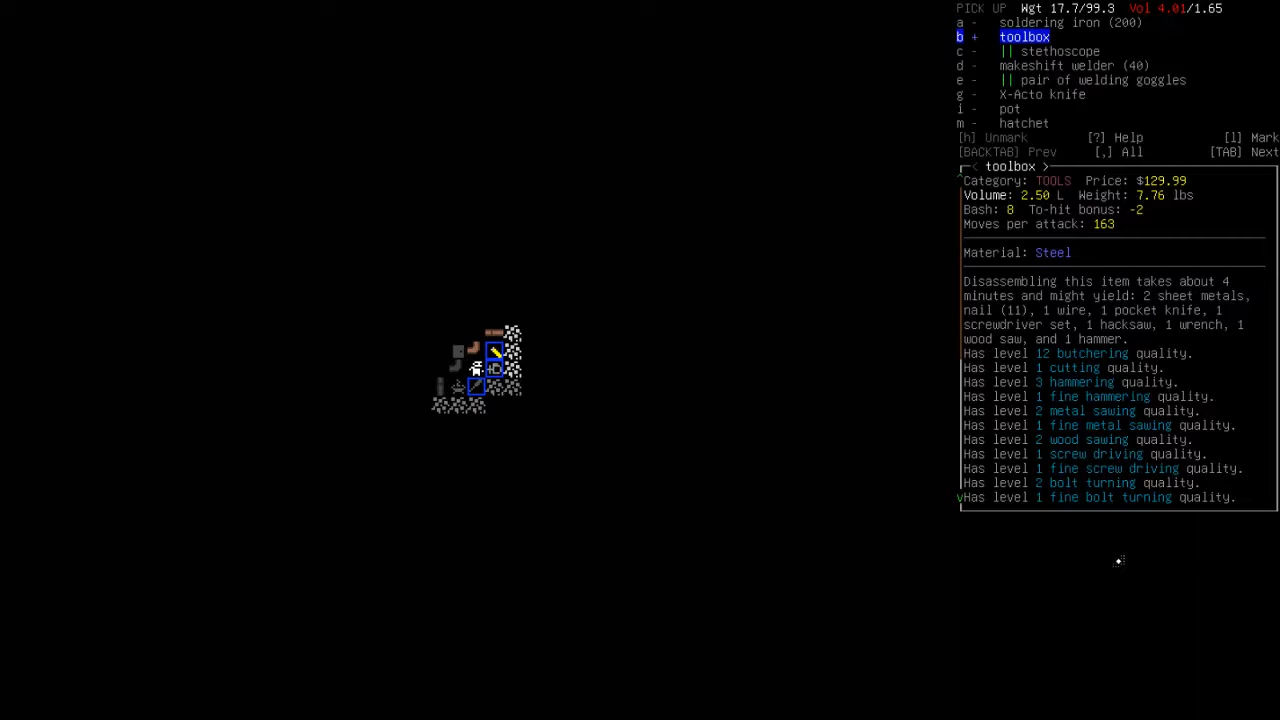 PICK UP  Wgt 17.7/99.3  Vol 4.01/1.65
a -   soldering iron (200)
b +   toolbox
c -   || stethoscope
d -   makeshift welder (40)
e -   || pair of welding goggles
g -   X-Acto knife
i -   pot
m -   hatchet
[h] Unmark        [?] Help           [l] Mark
[BACKTAB] Prev     [,] All         [TAB] Next
< toolbox >
^Category: TOOLS  Price: $129.99
Volume: 2.50 L  Weight: 7.76 lbs
Bash: 8  To-hit bonus: -2
Moves per attack: 163
Material: Steel
Disassembling this item takes about 4
minutes and might yield: 2 sheet metals,
nail (11), 1 wire, 1 pocket knife, 1
screwdriver set, 1 hacksaw, 1 wrench, 1
wood saw, and 1 hammer.
Has level 12 butchering quality.
Has level 1 cutting quality.
Has level 3 hammering quality.
Has level 1 fine hammering quality.
Has level 2 metal sawing quality.
Has level 1 fine metal sawing quality.
Has level 2 wood sawing quality.
Has level 1 screw driving quality.
Has level 1 fine screw driving quality.
Has level 2 bolt turning quality.
vHas level 1 fine bolt turning quality.